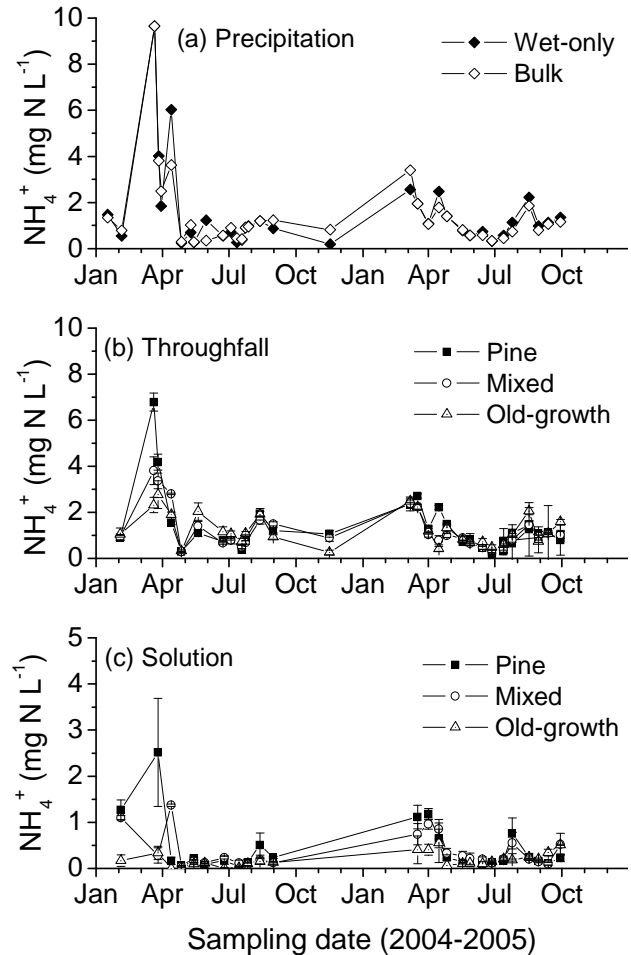 (a) Precipitation
Wet-only
Bulk
NH₄⁺ (mg N L⁻¹)
10
8
6
4
2
0
Jan Apr Jul Oct Jan Apr Jul Oct
(b) Throughfall
Pine
Mixed
Old-growth
NH₄⁺ (mg N L⁻¹)
10
8
6
4
2
0
Jan Apr Jul Oct Jan Apr Jul Oct
(c) Solution
Pine
Mixed
Old-growth
NH₄⁺ (mg N L⁻¹)
5
4
3
2
1
0
Jan Apr Jul Oct Jan Apr Jul Oct
Sampling date (2004-2005)